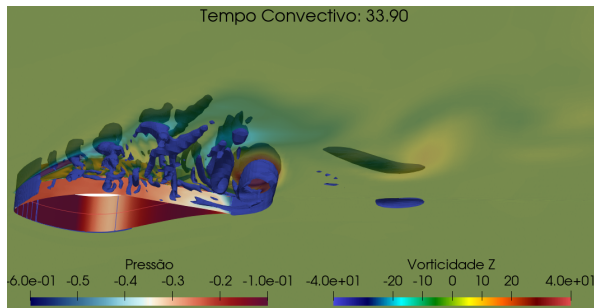 Tempo Convectivo: 33.90
Pressão
-6.0e-01 -0.5 -0.4 -0.3 -0.2 -1.0e-01
Vorticidade Z
-4.0e+01 -20 -10 0 10 20 4.0e+01